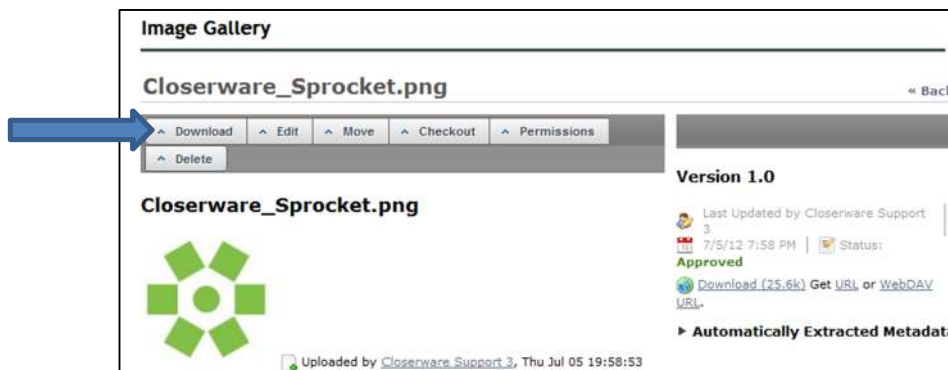 Image Gallery
Closerware_Sprocket.png
« Back
Download Edit Move Checkout Permissions
Delete
Closerware_Sprocket.png
Uploaded by Closerware Support 3, Thu Jul 05 19:58:53
Version 1.0
Last Updated by Closerware Support
3
7/5/12 7:58 PM | Status:
Approved
Download (25.6k) Get URL or WebDAV
URL.
Automatically Extracted Metadat